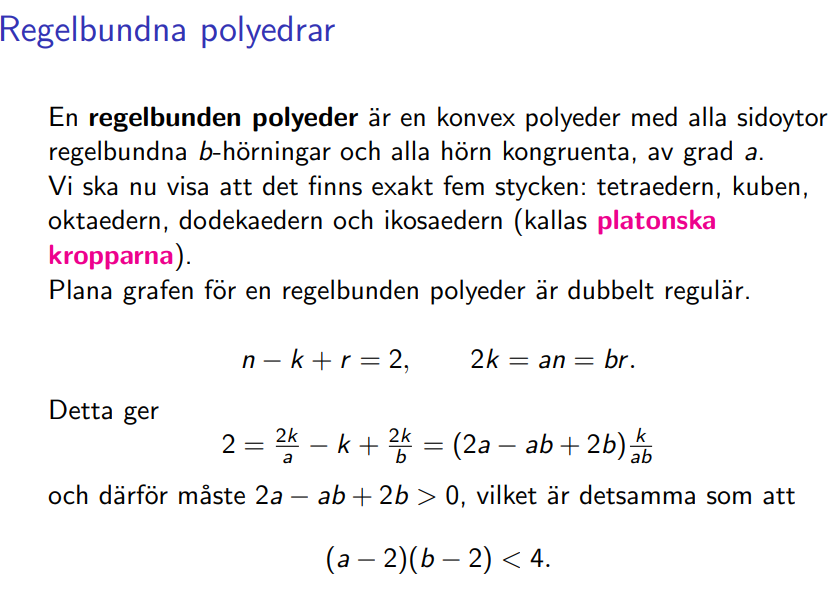 Regelbundna polyedrar
En regelbunden polyeder är en konvex polyeder med alla sidoytor
regelbundna b-hörningar och alla hörn kongruenta, av grad a.
Vi ska nu visa att det finns exakt fem stycken: tetraedern, kuben,
oktaedern, dodekaedern och ikosaedern (kallas platonska
kropparna).
Plana grafen för en regelbunden polyeder är dubbelt regulär.
n − k + r = 2, 2k = an = br.
Detta ger
2 = 2k/a − k + 2k/b = (2a − ab + 2b) k/ab
och därför måste 2a − ab + 2b > 0, vilket är detsamma som att
(a − 2)(b − 2) < 4.